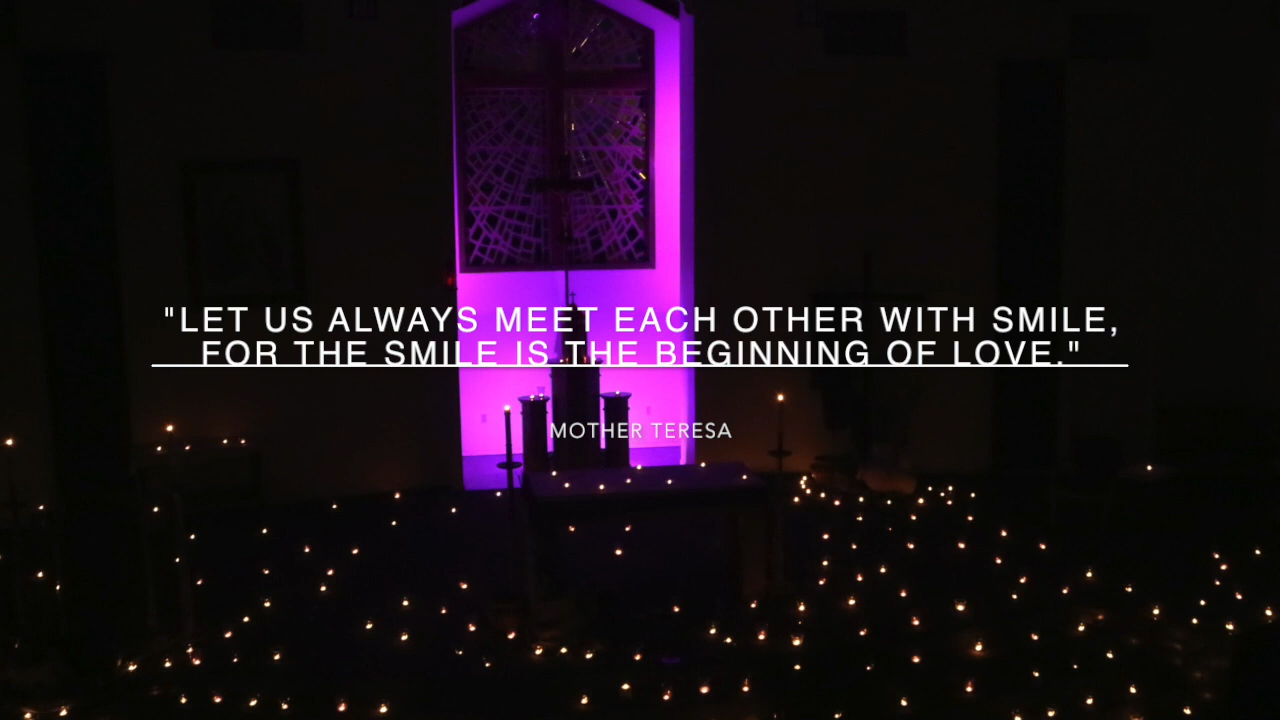 "LET US ALWAYS MEET EACH OTHER WITH SMILE,
FOR THE SMILE IS THE BEGINNING OF LOVE."
MOTHER TERESA